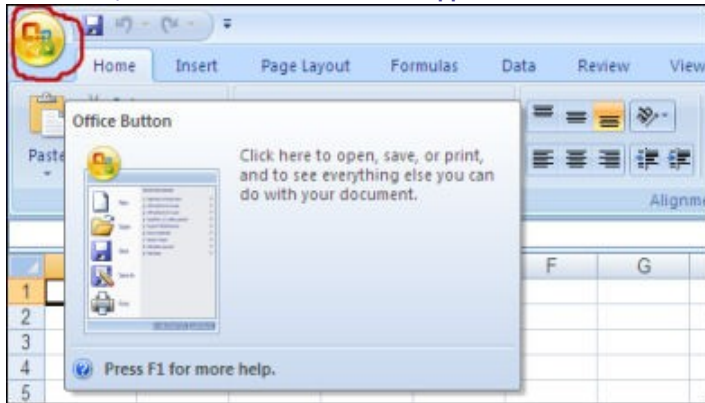 Home Insert Page Layout Formulas Data Review View
Office Button
Paste
Click here to open, save, or print,
and to see everything else you can
do with your document.
Alignme
F G
1
2
3
4
5
Press F1 for more help.